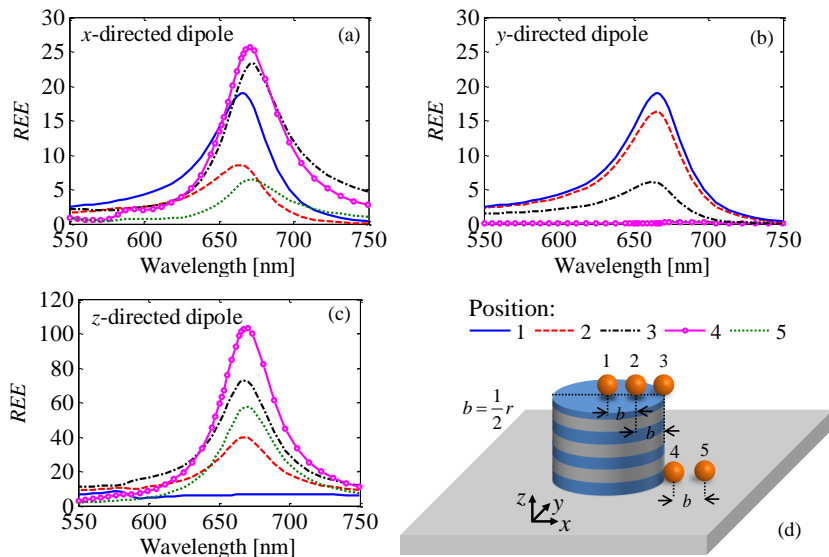 x-directed dipole (a)
30
25
20
15
10
5
0
REE
550 600 650 700 750
Wavelength [nm]
y-directed dipole (b)
30
25
20
15
10
5
0
REE
550 600 650 700 750
Wavelength [nm]
z-directed dipole (c)
120
100
80
60
40
20
0
REE
550 600 650 700 750
Wavelength [nm]
Position:
1 2 3 4 5
1 2 3
b = 1/2 r
b
b
4 5
b
z y x
(d)